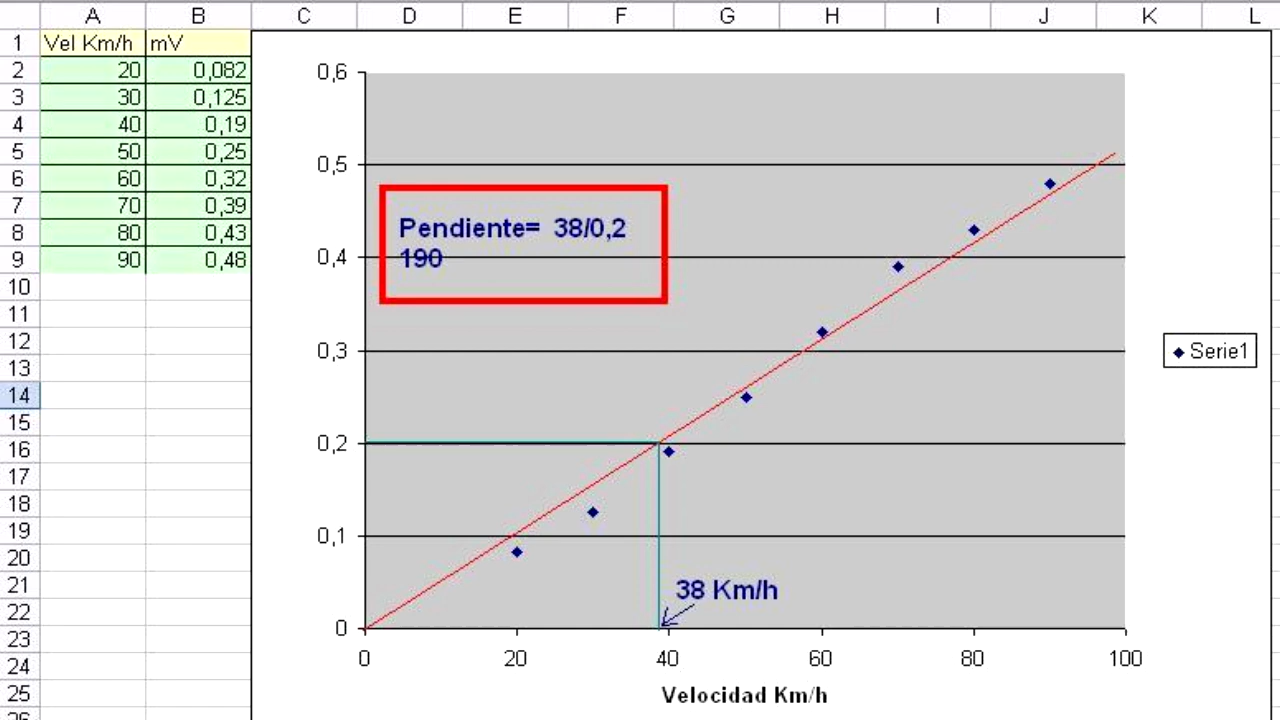 A B C D E F G H I J K L
1 Vel Km/h mV
2 20 0,082
3 30 0,125
4 40 0,19
5 50 0,25
6 60 0,32
7 70 0,39
8 80 0,43
9 90 0,48
10
11
12
13
14
15
16
17
18
19
20
21
22
23
24
25
26
0,6
0,5
0,4
0,3
0,2
0,1
0
Pendiente= 38/0,2
190
38 Km/h
Serie1
0 20 40 60 80 100
Velocidad Km/h